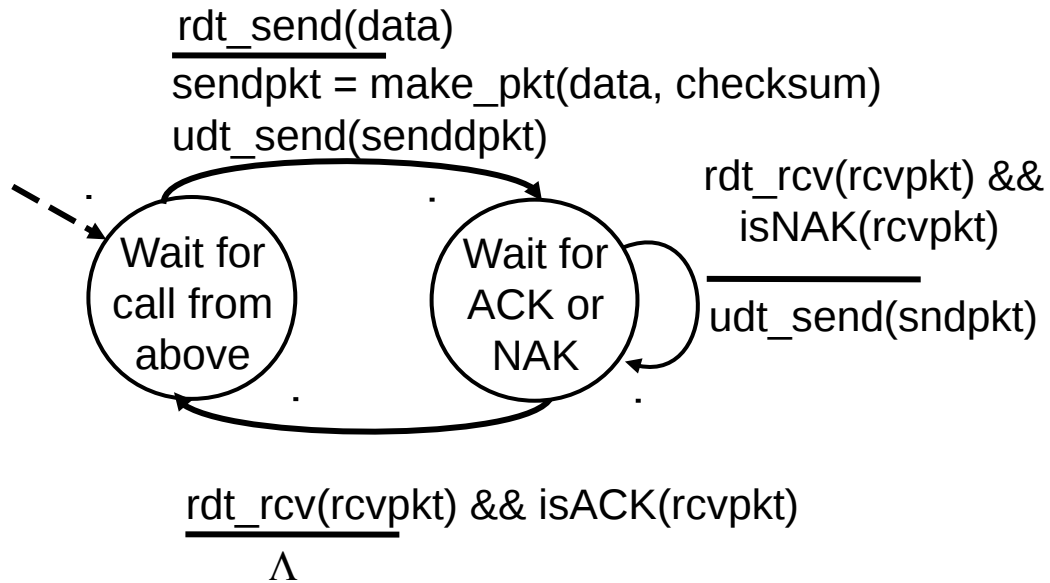 rdt_send(data)
sendpkt = make_pkt(data, checksum)
udt_send(senddpkt)
rdt_rcv(rcvpkt) &&
isNAK(rcvpkt)
udt_send(sndpkt)
Wait for
call from
above
Wait for
ACK or
NAK
rdt_rcv(rcvpkt) && isACK(rcvpkt)
Λ